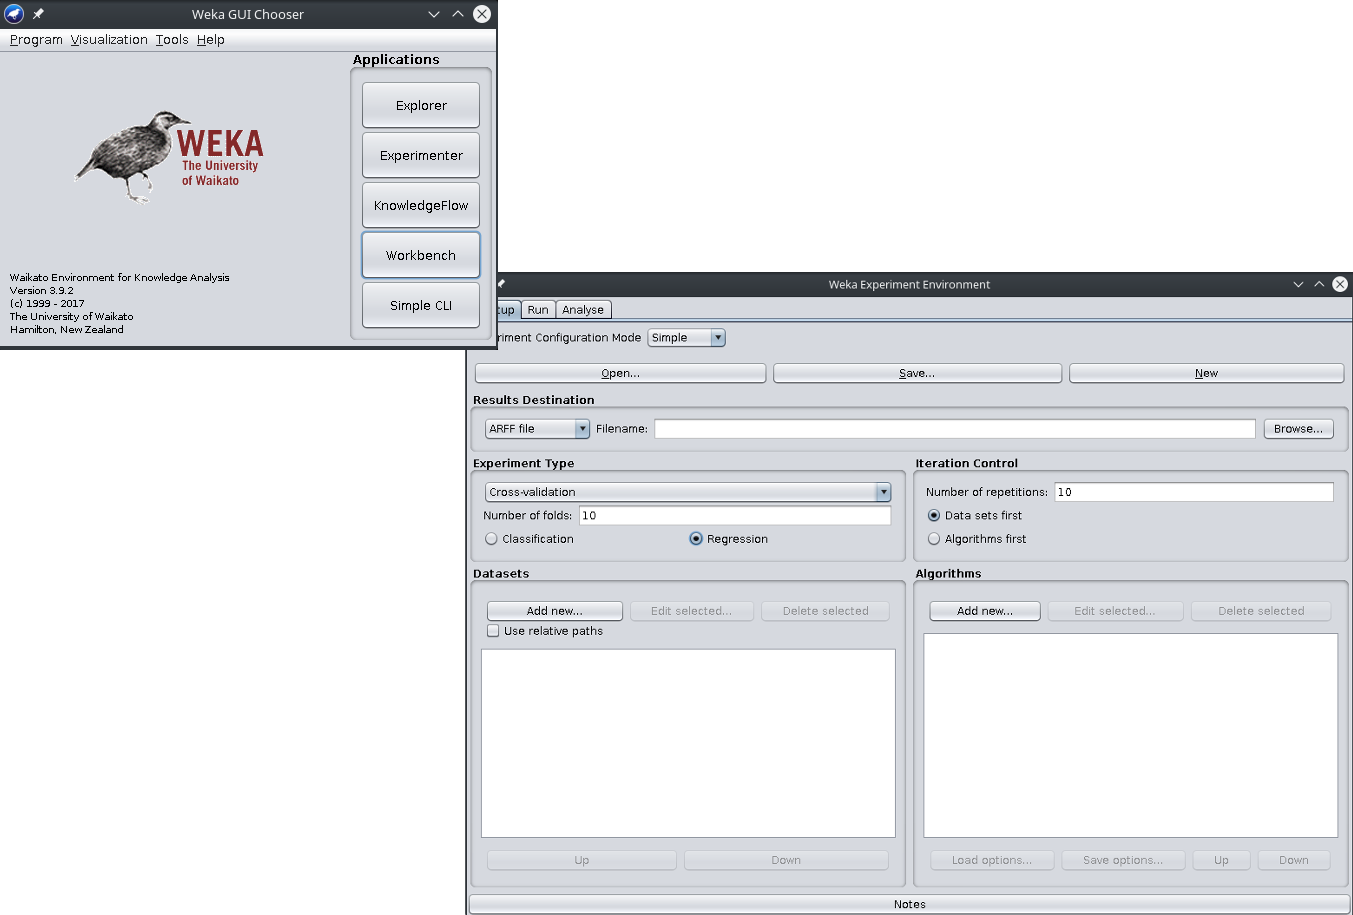 Weka GUI Chooser
Program Visualization Tools Help
Applications
Explorer
Experimenter
KnowledgeFlow
Workbench
Simple CLI
WEKA
The University
of Waikato
Waikato Environment for Knowledge Analysis
Version 3.9.2
(c) 1999 - 2017
The University of Waikato
Hamilton, New Zealand
Weka Experiment Environment
tup Run Analyse
riment Configuration Mode Simple
Open... Save... New
Results Destination
ARFF file Filename: Browse...
Experiment Type
Cross-validation
Number of folds: 10
Classification Regression
Iteration Control
Number of repetitions: 10
Data sets first
Algorithms first
Datasets
Add new... Edit selected... Delete selected
Use relative paths
Up Down
Algorithms
Add new... Edit selected... Delete selected
Load options... Save options... Up Down
Notes